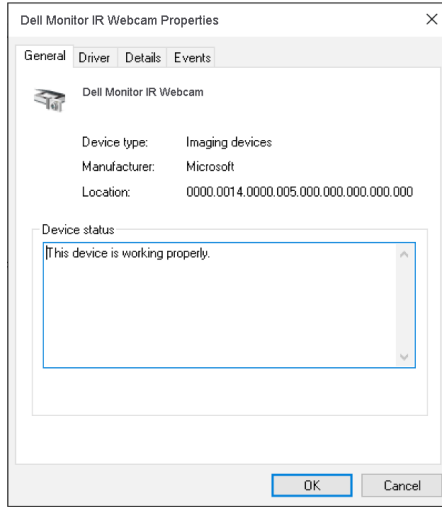 Dell Monitor IR Webcam Properties
General Driver Details Events
Dell Monitor IR Webcam
Device type: Imaging devices
Manufacturer: Microsoft
Location: 0000.0014.0000.005.000.000.000.000.000
Device status
This device is working properly.
OK Cancel